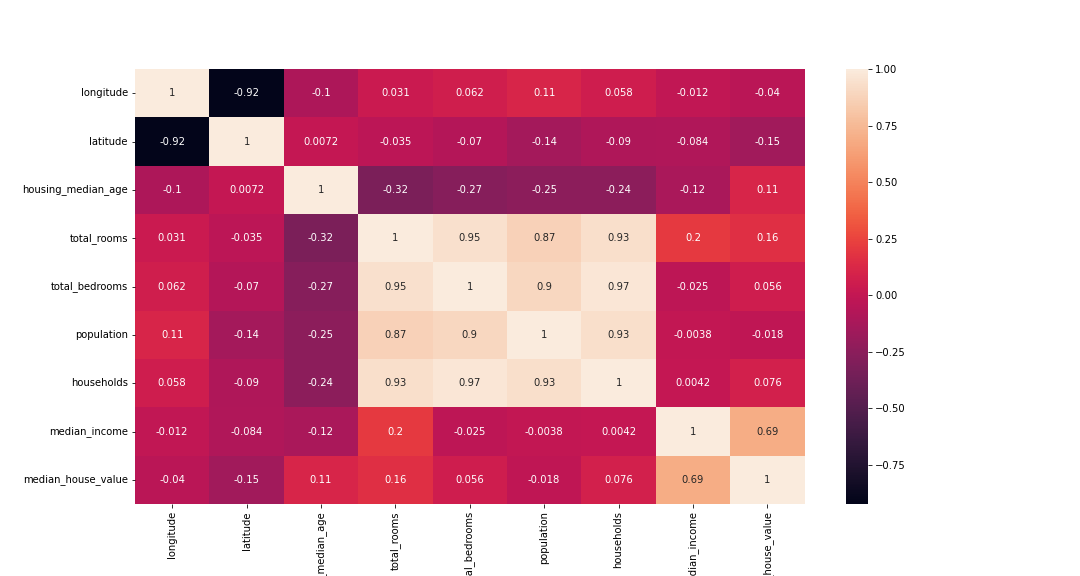 longitude 1 -0.92 -0.1 0.031 0.062 0.11 0.058 -0.012 -0.04
latitude -0.92 1 0.0072 -0.035 -0.07 -0.14 -0.09 -0.084 -0.15
housing_median_age -0.1 0.0072 1 -0.32 -0.27 -0.25 -0.24 -0.12 0.11
total_rooms 0.031 -0.035 -0.32 1 0.95 0.87 0.93 0.2 0.16
total_bedrooms 0.062 -0.07 -0.27 0.95 1 0.9 0.97 -0.025 0.056
population 0.11 -0.14 -0.25 0.87 0.9 1 0.93 -0.0038 -0.018
households 0.058 -0.09 -0.24 0.93 0.97 0.93 1 0.0042 0.076
median_income -0.012 -0.084 -0.12 0.2 -0.025 -0.0038 0.0042 1 0.69
median_house_value -0.04 -0.15 0.11 0.16 0.056 -0.018 0.076 0.69 1
longitude
latitude
_median_age
total_rooms
al_bedrooms
population
households
dian_income
_house_value
1.00
0.75
0.50
0.25
0.00
−0.25
−0.50
−0.75